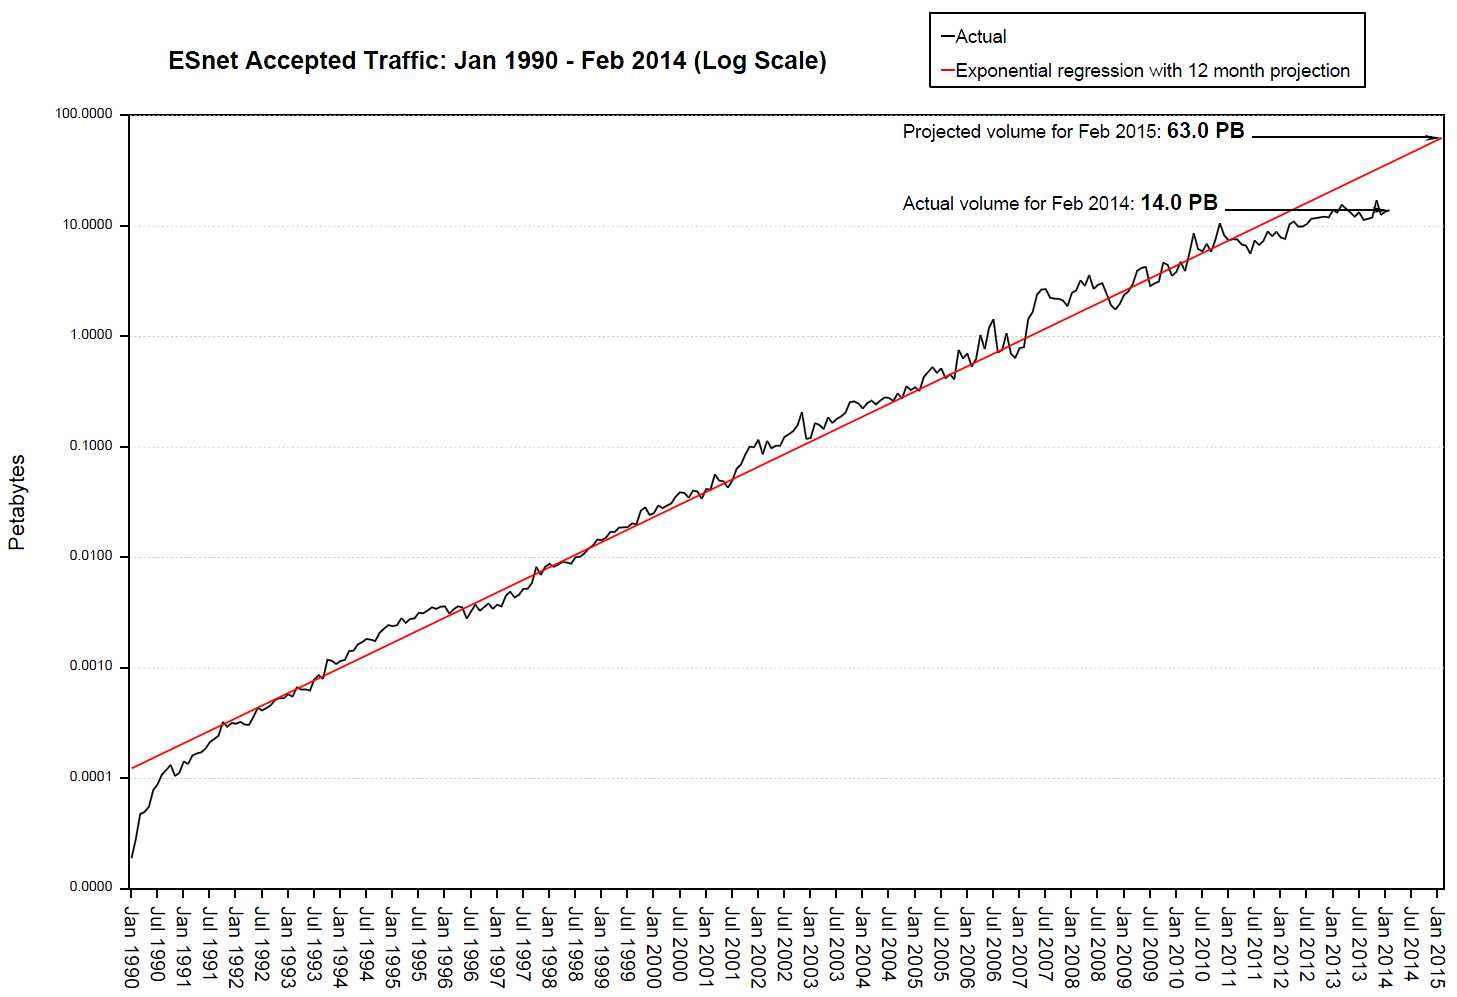 Actual
Exponential regression with 12 month projection
ESnet Accepted Traffic: Jan 1990 - Feb 2014 (Log Scale)
100.0000
Projected volume for Feb 2015: 63.0 PB
Actual volume for Feb 2014: 14.0 PB
10.0000
1.0000
0.1000
Petabytes
0.0100
0.0010
0.0001
0.0000
Jan 1990
Jul 1990
Jan 1991
Jul 1991
Jan 1992
Jul 1992
Jan 1993
Jul 1993
Jan 1994
Jul 1994
Jan 1995
Jul 1995
Jan 1996
Jul 1996
Jan 1997
Jul 1997
Jan 1998
Jul 1998
Jan 1999
Jul 1999
Jan 2000
Jul 2000
Jan 2001
Jul 2001
Jan 2002
Jul 2002
Jan 2003
Jul 2003
Jan 2004
Jul 2004
Jan 2005
Jul 2005
Jan 2006
Jul 2006
Jan 2007
Jul 2007
Jan 2008
Jul 2008
Jan 2009
Jul 2009
Jan 2010
Jul 2010
Jan 2011
Jul 2011
Jan 2012
Jul 2012
Jan 2013
Jul 2013
Jan 2014
Jul 2014
Jan 2015